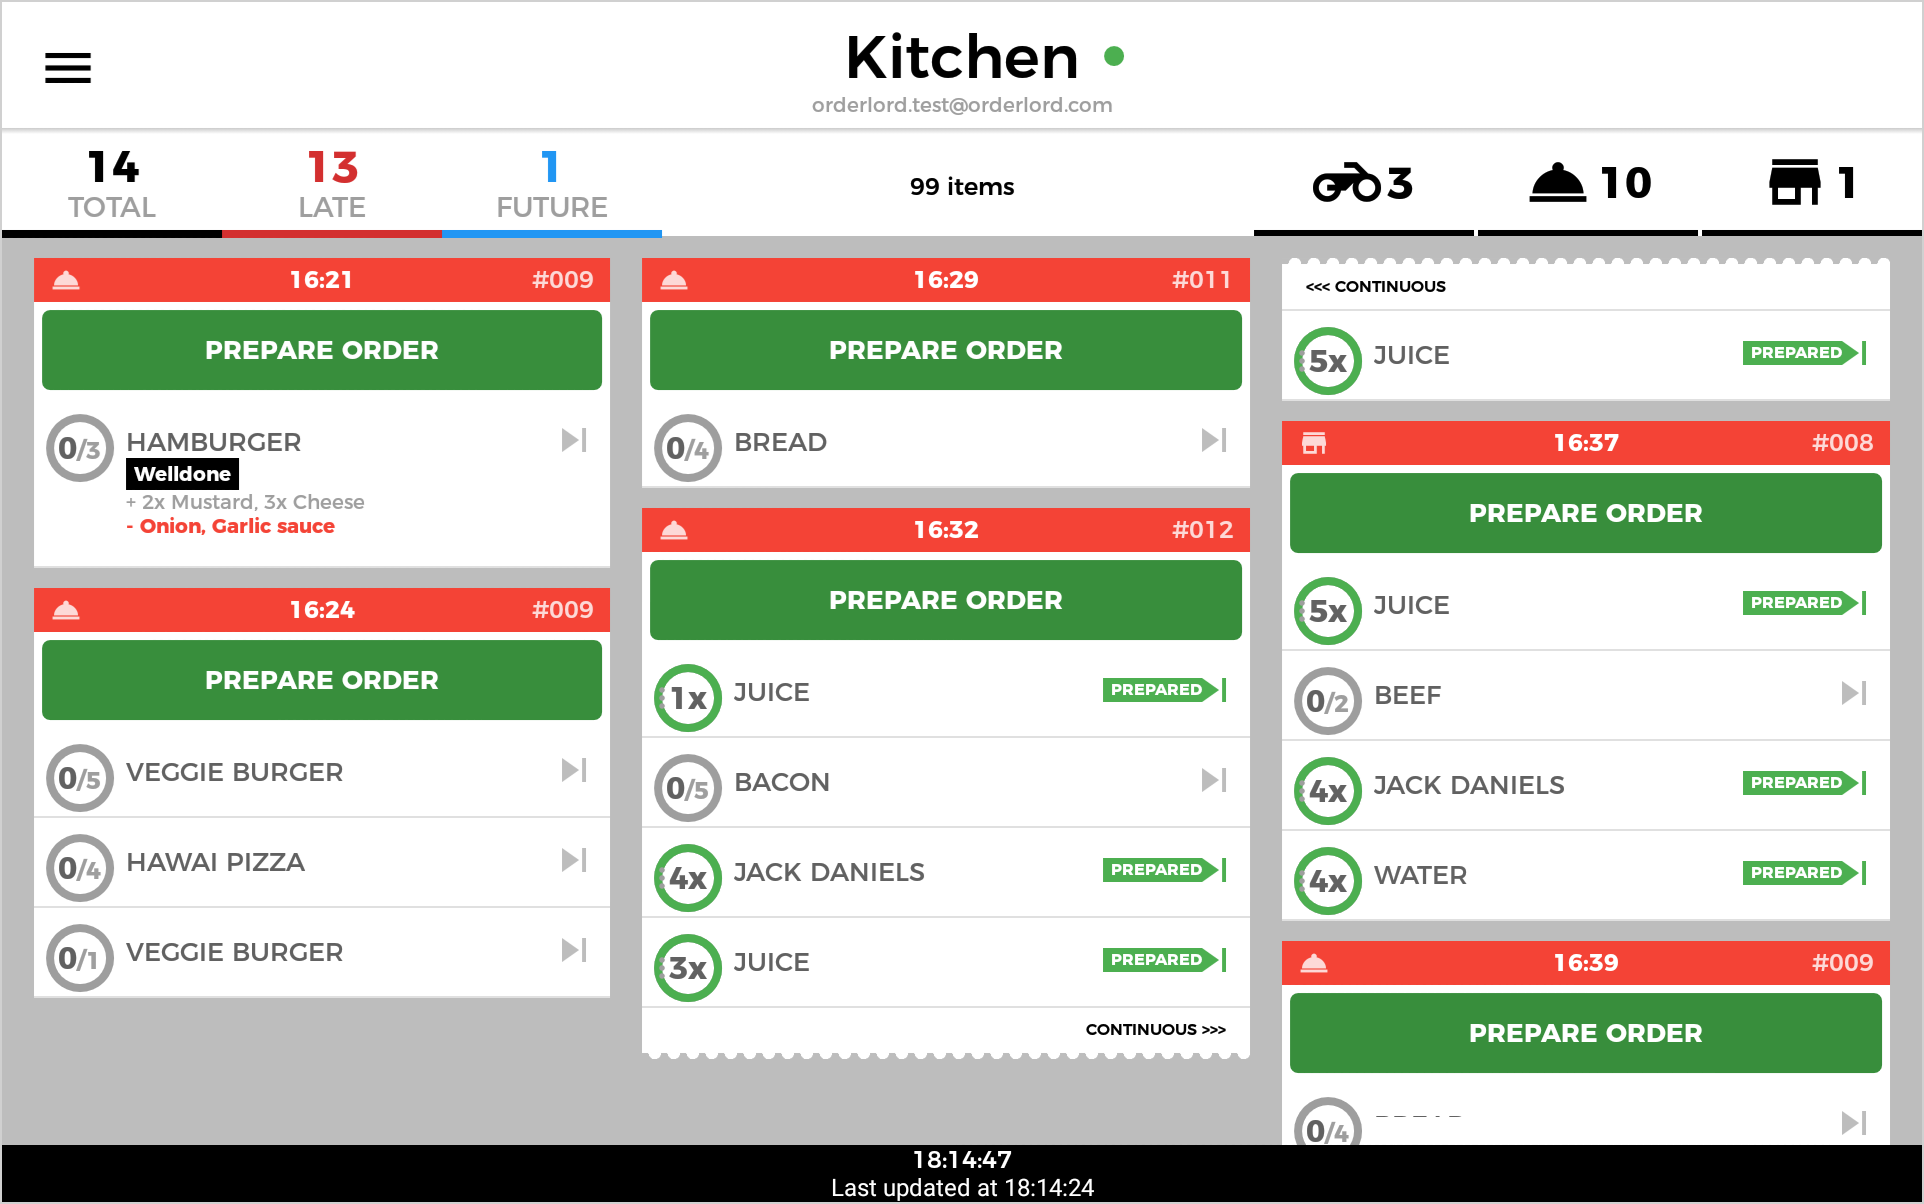 Kitchen
orderlord.test@orderlord.com
14
TOTAL
13
LATE
1
FUTURE
99 items
3
10
1
16:21 #009
PREPARE ORDER
0/3 HAMBURGER
Welldone
+ 2x Mustard, 3x Cheese
- Onion, Garlic sauce
16:24 #009
PREPARE ORDER
0/5 VEGGIE BURGER
0/4 HAWAI PIZZA
0/1 VEGGIE BURGER
16:29 #011
PREPARE ORDER
0/4 BREAD
16:32 #012
PREPARE ORDER
1x JUICE PREPARED
0/5 BACON
4x JACK DANIELS PREPARED
3x JUICE PREPARED
CONTINUOUS >>>
<<< CONTINUOUS
5x JUICE PREPARED
16:37 #008
PREPARE ORDER
5x JUICE PREPARED
0/2 BEEF
4x JACK DANIELS PREPARED
4x WATER PREPARED
16:39 #009
PREPARE ORDER
0/4
18:14:47
Last updated at 18:14:24